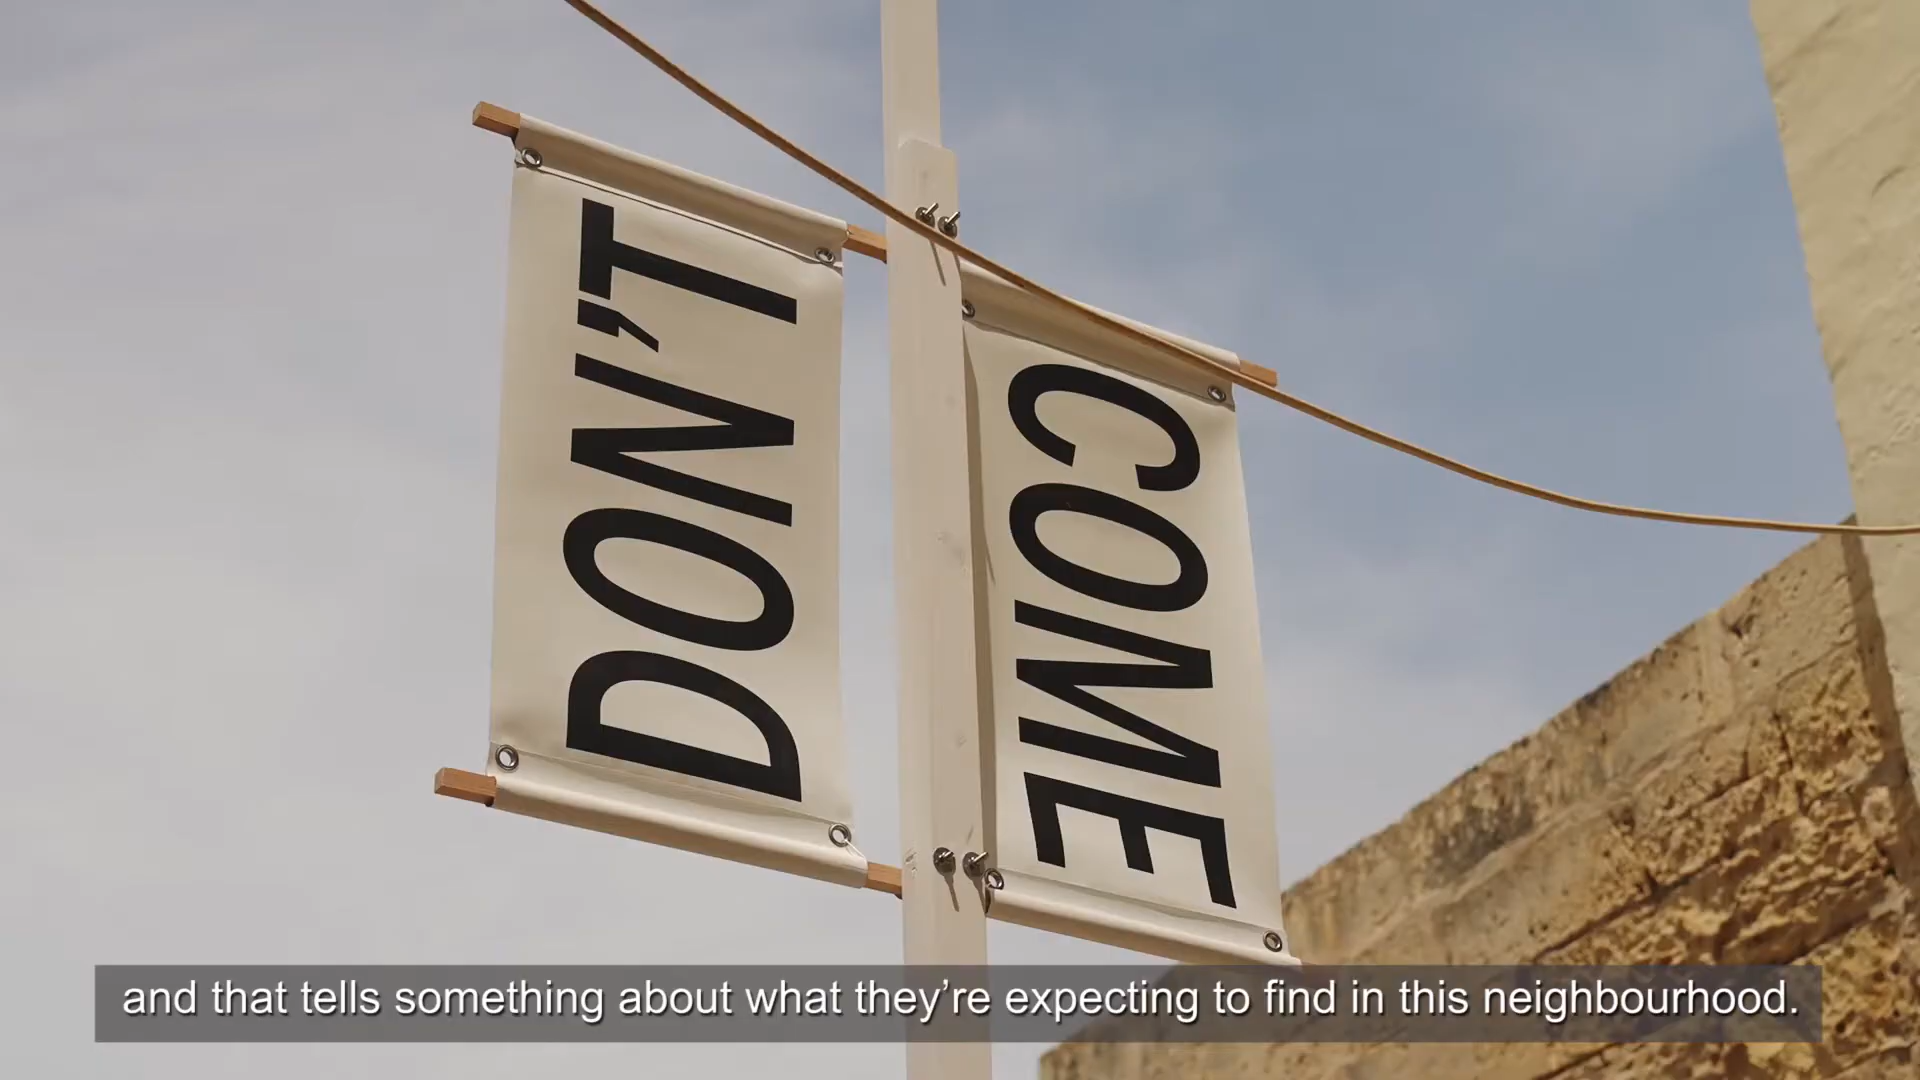 DON'T
COME
and that tells something about what they're expecting to find in this neighbourhood.